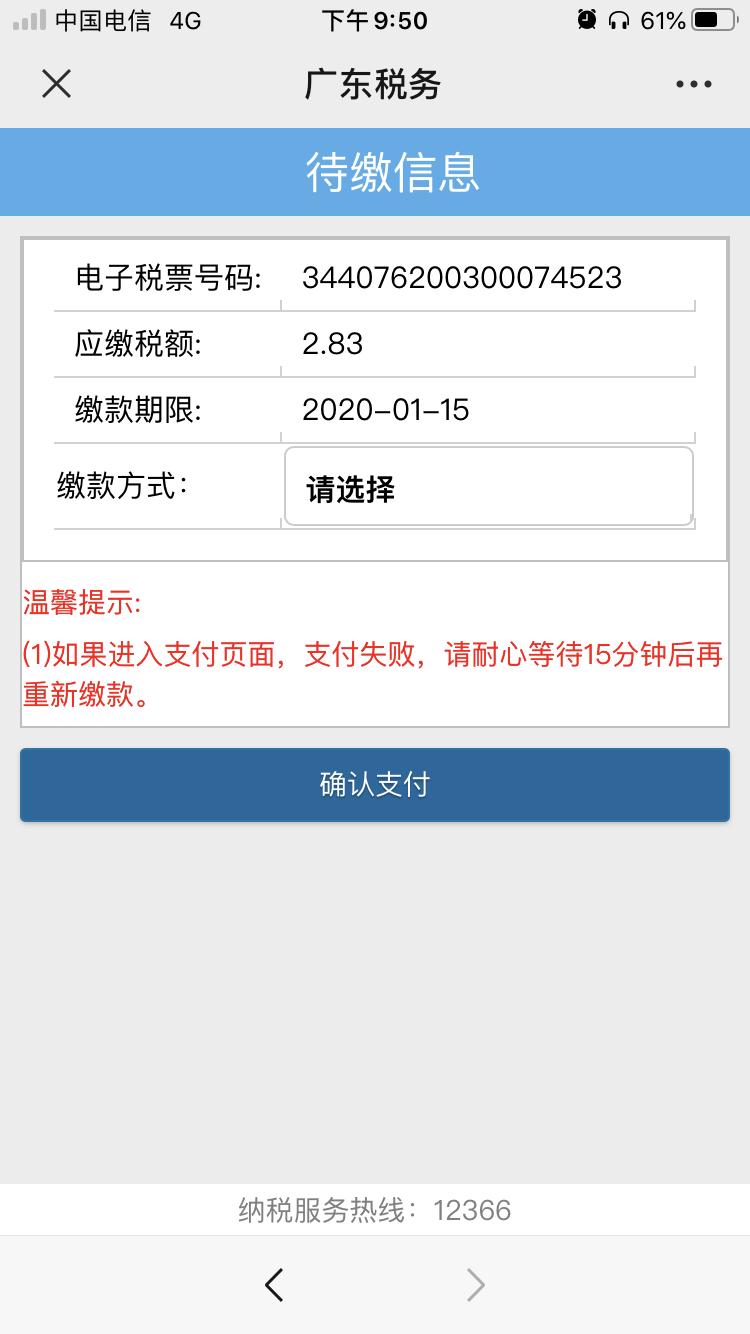 中国电信 4G 下午9:50 61%
广东税务
待缴信息
电子税票号码: 344076200300074523
应缴税额: 2.83
缴款期限: 2020-01-15
缴款方式： 请选择
温馨提示:
(1)如果进入支付页面，支付失败，请耐心等待15分钟后再
重新缴款。
确认支付
纳税服务热线：12366